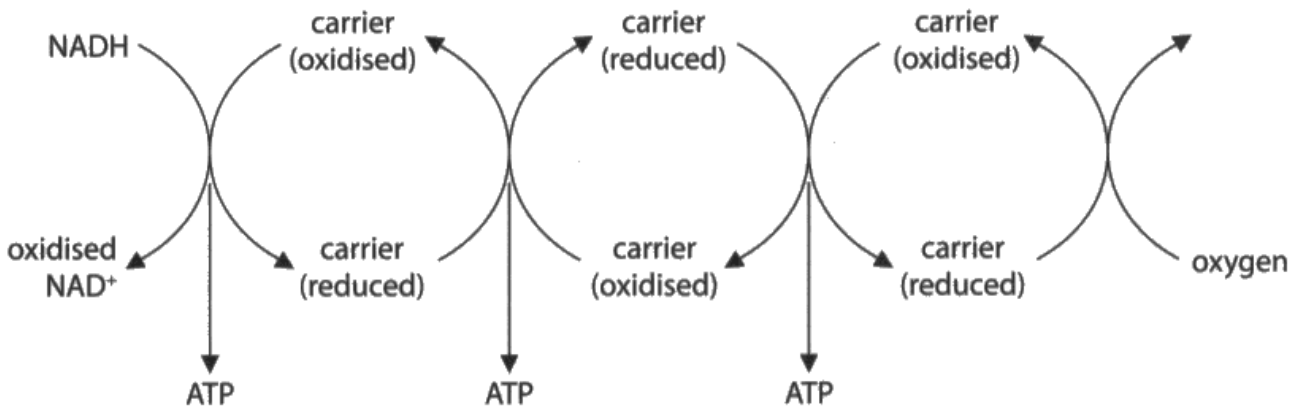 NADH
carrier
(oxidised)
carrier
(reduced)
carrier
(oxidised)
oxidised
NAD⁺
carrier
(reduced)
carrier
(oxidised)
carrier
(reduced)
oxygen
ATP
ATP
ATP